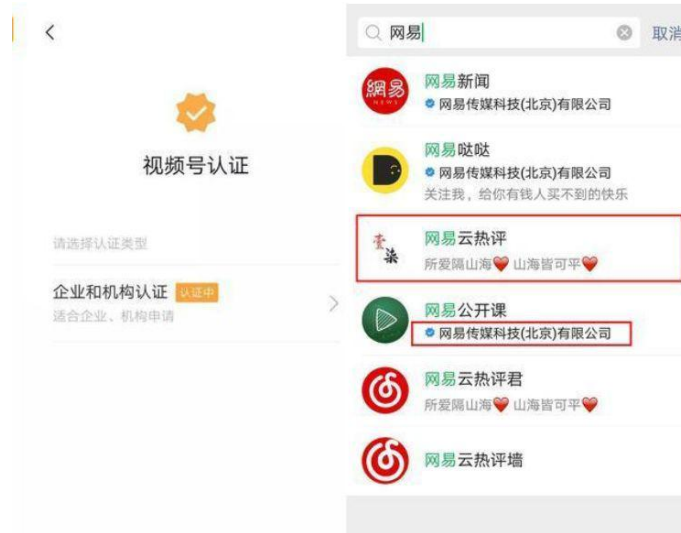 视频号认证
请选择认证类型
企业和机构认证 认证中
适合企业、机构申请
网易 取消
網易
NEWS
网易新闻
网易传媒科技(北京)有限公司
网易哒哒
网易传媒科技(北京)有限公司
关注我，给你有钱人买不到的快乐
壹柒
网易云热评
所爱隔山海❤ 山海皆可平❤
网易公开课
网易传媒科技(北京)有限公司
网易云热评君
所爱隔山海❤ 山海皆可平❤
网易云热评墙